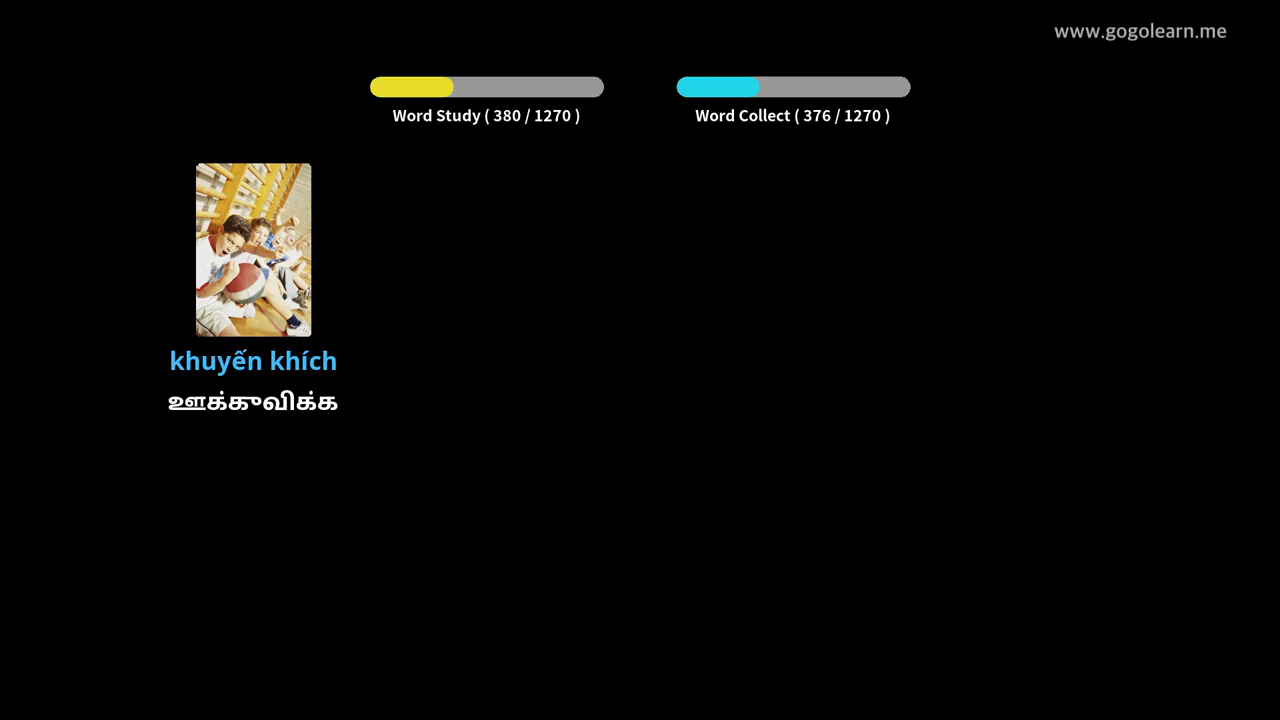 www.gogolearn.me
Word Study ( 380 / 1270 )
Word Collect ( 376 / 1270 )
khuyến khích
ஊக்குவிக்க